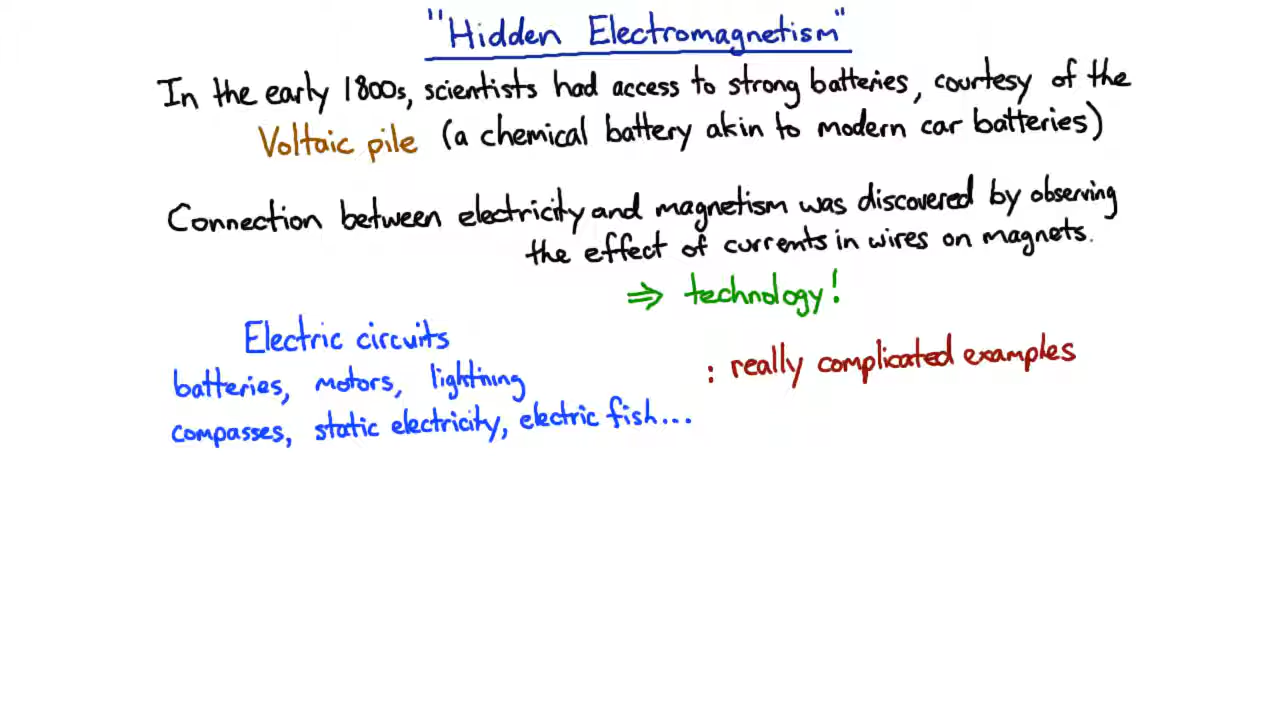 "Hidden Electromagnetism"
In the early 1800s, scientists had access to strong batteries, courtesy of the
Voltaic pile (a chemical battery akin to modern car batteries)
Connection between electricity and magnetism was discovered by observing
the effect of currents in wires on magnets.
⇒ technology!
Electric circuits
: really complicated examples
batteries, motors, lightning
compasses, static electricity, electric fish...